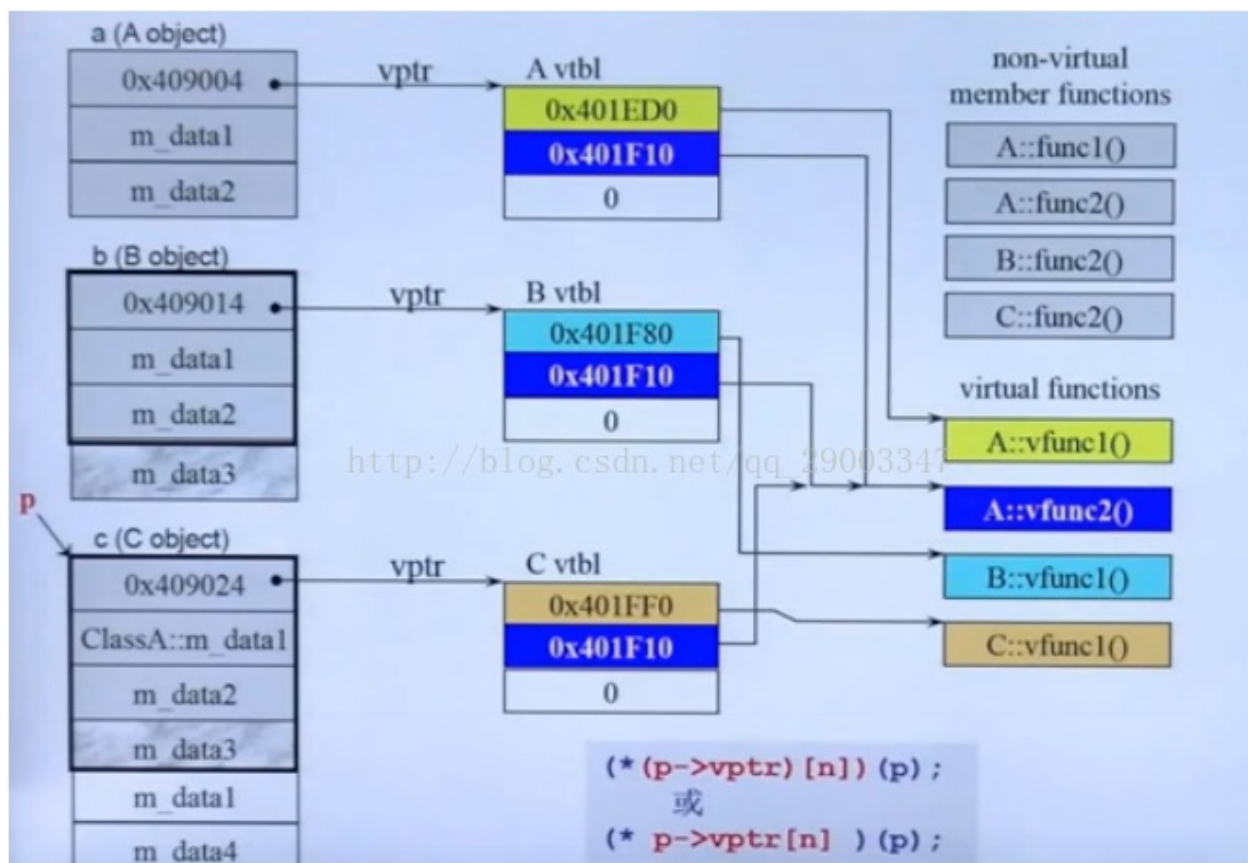 a (A object)
0x409004
m_data1
m_data2
vptr
A vtbl
0x401ED0
0x401F10
0
b (B object)
0x409014
m_data1
m_data2
m_data3
vptr
B vtbl
0x401F80
0x401F10
0
p
c (C object)
0x409024
ClassA::m_data1
m_data2
m_data3
m_data1
m_data4
vptr
C vtbl
0x401FF0
0x401F10
0
non-virtual
member functions
A::func1()
A::func2()
B::func2()
C::func2()
virtual functions
A::vfunc1()
A::vfunc2()
B::vfunc1()
C::vfunc1()
(*(p->vptr)[n])(p);
或
(* p->vptr[n] )(p);
http://blog.csdn.net/qq_29003347